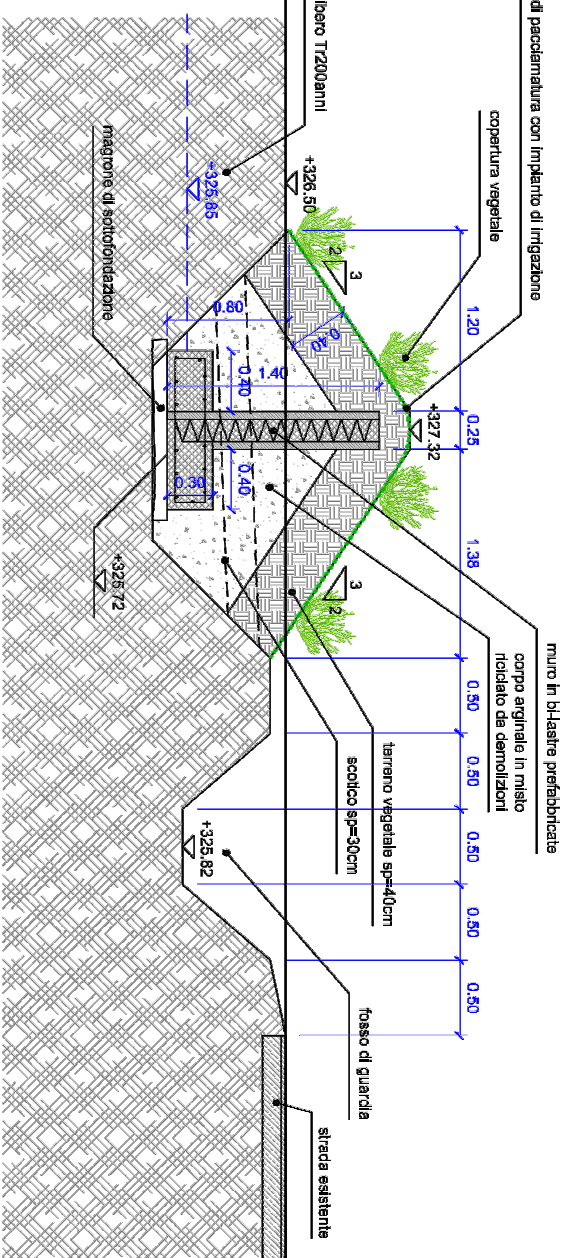 muro in bi-lastre prefabbricate
di pacciamatura con impianto di irrigazione
corpo arginale in misto
riciclato da demolizioni
copertura vegetale
1.20
0.25
1.38
0.50
0.50
0.50
0.50
0.50
+327.32
terreno vegetale sp=40cm
fosso di guardia
scotico sp=30cm
3
2
3
2
ibero Tr200anni
strada esistente
+326.50
0.40
1.40
0.80
0.40
0.40
0.30
+325.85
+325.82
+325.72
magrone di sottofondazione